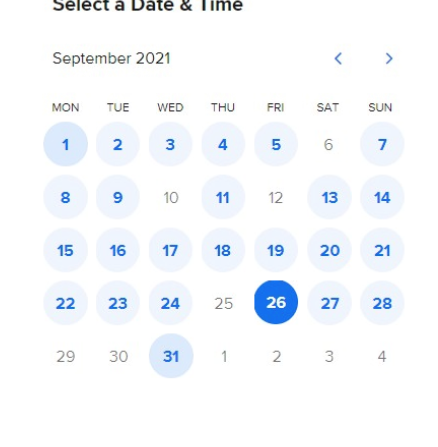 Select a Date & Time
September 2021
MON TUE WED THU FRI SAT SUN
1 2 3 4 5 6 7
8 9 10 11 12 13 14
15 16 17 18 19 20 21
22 23 24 25 26 27 28
29 30 31 1 2 3 4